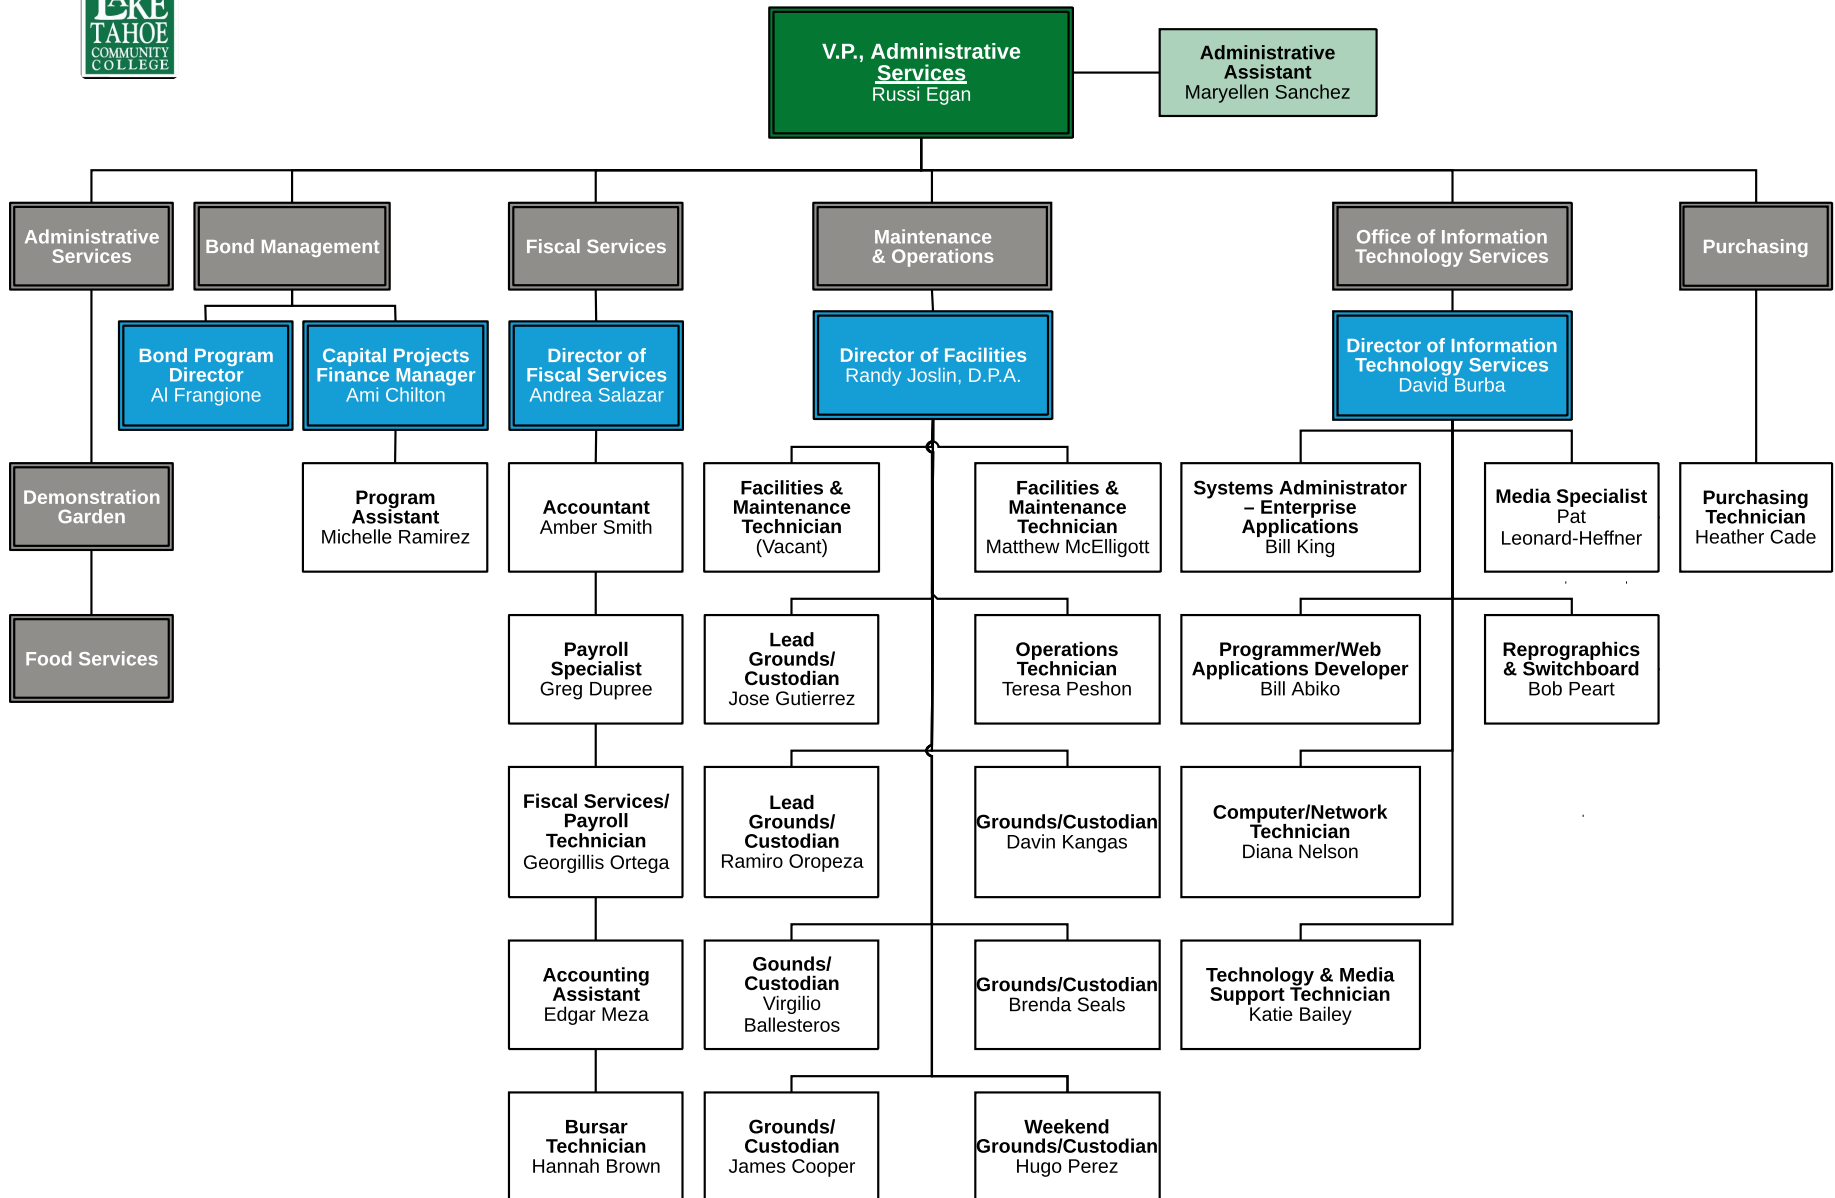 LAKE
TAHOE
COMMUNITY
COLLEGE
V.P., Administrative
Services
Russi Egan
Administrative
Assistant
Maryellen Sanchez
Administrative
Services
Bond Management
Fiscal Services
Maintenance
& Operations
Office of Information
Technology Services
Purchasing
Bond Program
Director
Al Frangione
Capital Projects
Finance Manager
Ami Chilton
Director of
Fiscal Services
Andrea Salazar
Director of Facilities
Randy Joslin, D.P.A.
Director of Information
Technology Services
David Burba
Demonstration
Garden
Program
Assistant
Michelle Ramirez
Accountant
Amber Smith
Facilities &
Maintenance
Technician
(Vacant)
Facilities &
Maintenance
Technician
Matthew McElligott
Systems Administrator
– Enterprise
Applications
Bill King
Media Specialist
Pat
Leonard-Heffner
Purchasing
Technician
Heather Cade
Food Services
Payroll
Specialist
Greg Dupree
Lead
Grounds/
Custodian
Jose Gutierrez
Operations
Technician
Teresa Peshon
Programmer/Web
Applications Developer
Bill Abiko
Reprographics
& Switchboard
Bob Peart
Fiscal Services/
Payroll
Technician
Georgillis Ortega
Lead
Grounds/
Custodian
Ramiro Oropeza
Grounds/Custodian
Davin Kangas
Computer/Network
Technician
Diana Nelson
Accounting
Assistant
Edgar Meza
Gounds/
Custodian
Virgilio
Ballesteros
Grounds/Custodian
Brenda Seals
Technology & Media
Support Technician
Katie Bailey
Bursar
Technician
Hannah Brown
Grounds/
Custodian
James Cooper
Weekend
Grounds/Custodian
Hugo Perez